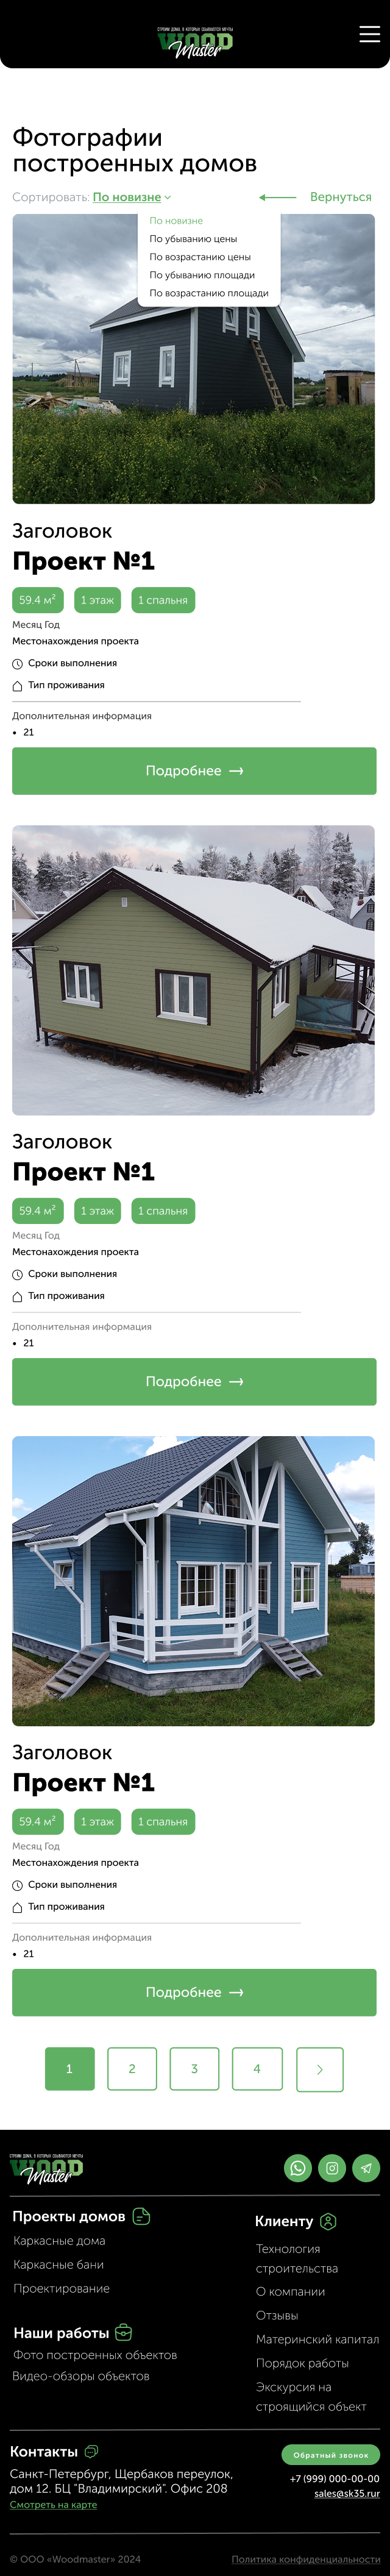 СТРОИМ ДОМА, В КОТОРЫХ СБЫВАЮТСЯ МЕЧТЫ
WOOD
Master
Фотографии
построенных домов
Сортировать: По новизне
Вернуться
По новизне
По убыванию цены
По возрастанию цены
По убыванию площади
По возрастанию площади
Заголовок
Проект №1
59.4 м²
1 этаж
1 спальня
Месяц Год
Местонахождения проекта
Сроки выполнения
Тип проживания
Дополнительная информация
• 21
Подробнее →
Заголовок
Проект №1
59.4 м²
1 этаж
1 спальня
Месяц Год
Местонахождения проекта
Сроки выполнения
Тип проживания
Дополнительная информация
• 21
Подробнее →
Заголовок
Проект №1
59.4 м²
1 этаж
1 спальня
Месяц Год
Местонахождения проекта
Сроки выполнения
Тип проживания
Дополнительная информация
• 21
Подробнее →
1
2
3
4
СТРОИМ ДОМА, В КОТОРЫХ СБЫВАЮТСЯ МЕЧТЫ
WOOD
Master
Проекты домов
Каркасные дома
Каркасные бани
Проектирование
Наши работы
Фото построенных объектов
Видео-обзоры объектов
Клиенту
Технология
строительства
О компании
Отзывы
Материнский капитал
Порядок работы
Экскурсия на
строящийся объект
Контакты
Санкт-Петербург, Щербаков переулок,
дом 12. БЦ "Владимирский". Офис 208
Смотреть на карте
Обратный звонок
+7 (999) 000-00-00
sales@sk35.rur
© ООО «Woodmaster» 2024
Политика конфиденциальности